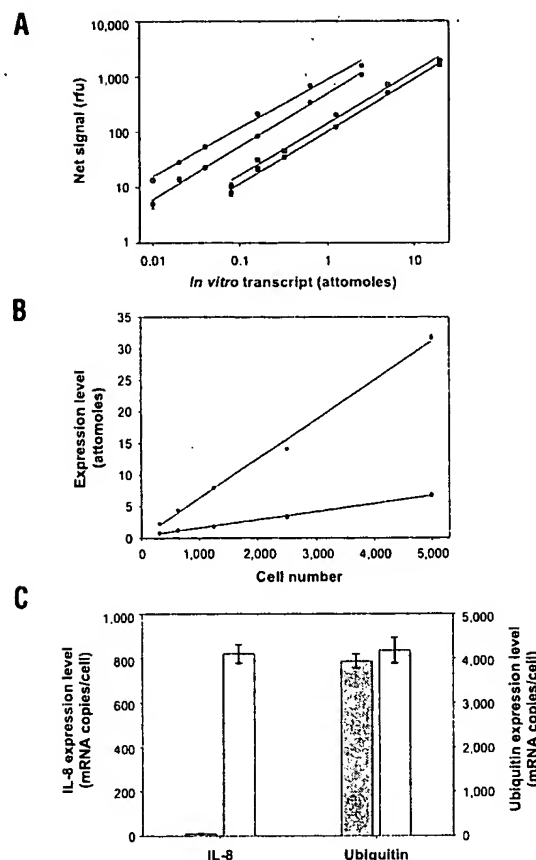 A
10,000
1,000
100
10
1
Net signal (rfu)
0.01
0.1
1
10
In vitro transcript (attomoles)
B
35
30
25
20
15
10
5
0
Expression level
(attomoles)
0
1,000
2,000
3,000
4,000
5,000
Cell number
C
1,000
800
600
400
200
0
IL-8 expression level
(mRNA copies/cell)
5,000
4,000
3,000
2,000
1,000
0
Ubiquitin expression level
(mRNA copies/cell)
IL-8
Ubiquitin